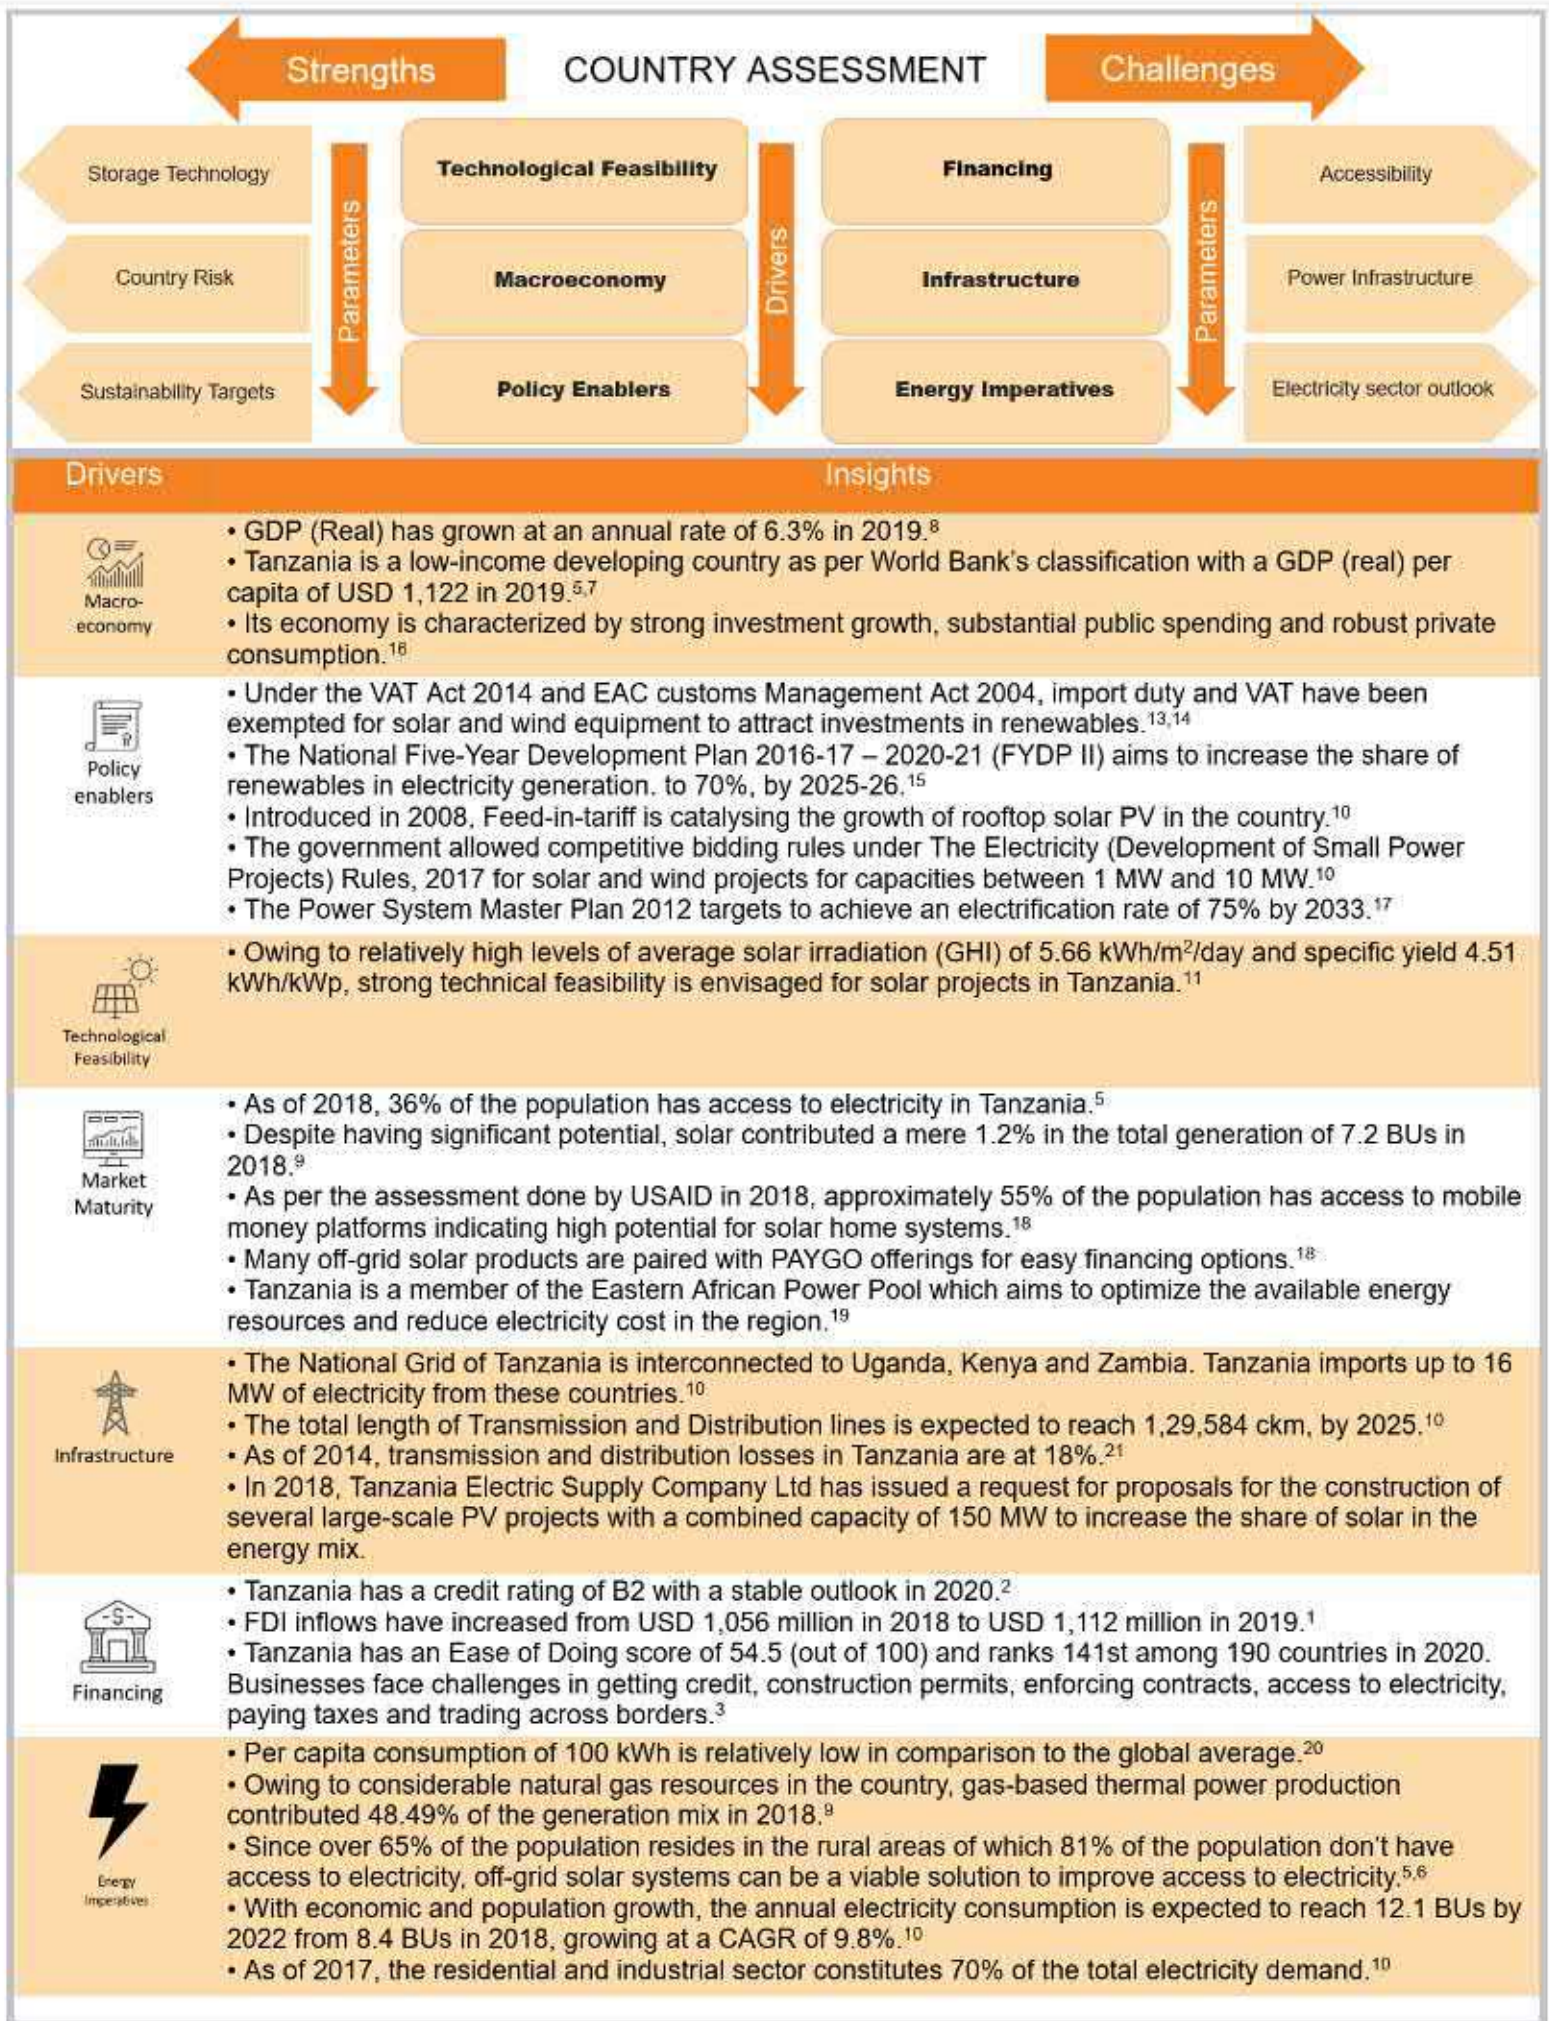 Strengths
COUNTRY ASSESSMENT
Challenges
Storage Technology
Country Risk
Sustainability Targets
Parameters
Technological Feasibility
Macroeconomy
Policy Enablers
Drivers
Financing
Infrastructure
Energy Imperatives
Parameters
Accessibility
Power Infrastructure
Electricity sector outlook
Drivers
Insights
Macro-
economy
• GDP (Real) has grown at an annual rate of 6.3% in 2019.⁸
• Tanzania is a low-income developing country as per World Bank's classification with a GDP (real) per
capita of USD 1,122 in 2019.⁵,⁷
• Its economy is characterized by strong investment growth, substantial public spending and robust private
consumption.¹⁶
Policy
enablers
• Under the VAT Act 2014 and EAC customs Management Act 2004, import duty and VAT have been
exempted for solar and wind equipment to attract investments in renewables.¹³,¹⁴
• The National Five-Year Development Plan 2016-17 – 2020-21 (FYDP II) aims to increase the share of
renewables in electricity generation. to 70%, by 2025-26.¹⁵
• Introduced in 2008, Feed-in-tariff is catalysing the growth of rooftop solar PV in the country.¹⁰
• The government allowed competitive bidding rules under The Electricity (Development of Small Power
Projects) Rules, 2017 for solar and wind projects for capacities between 1 MW and 10 MW.¹⁰
• The Power System Master Plan 2012 targets to achieve an electrification rate of 75% by 2033.¹⁷
Technological
Feasibility
• Owing to relatively high levels of average solar irradiation (GHI) of 5.66 kWh/m²/day and specific yield 4.51
kWh/kWp, strong technical feasibility is envisaged for solar projects in Tanzania.¹¹
Market
Maturity
• As of 2018, 36% of the population has access to electricity in Tanzania.⁵
• Despite having significant potential, solar contributed a mere 1.2% in the total generation of 7.2 BUs in
2018.⁹
• As per the assessment done by USAID in 2018, approximately 55% of the population has access to mobile
money platforms indicating high potential for solar home systems.¹⁸
• Many off-grid solar products are paired with PAYGO offerings for easy financing options.¹⁸
• Tanzania is a member of the Eastern African Power Pool which aims to optimize the available energy
resources and reduce electricity cost in the region.¹⁹
Infrastructure
• The National Grid of Tanzania is interconnected to Uganda, Kenya and Zambia. Tanzania imports up to 16
MW of electricity from these countries.¹⁰
• The total length of Transmission and Distribution lines is expected to reach 1,29,584 ckm, by 2025.¹⁰
• As of 2014, transmission and distribution losses in Tanzania are at 18%.²¹
• In 2018, Tanzania Electric Supply Company Ltd has issued a request for proposals for the construction of
several large-scale PV projects with a combined capacity of 150 MW to increase the share of solar in the
energy mix.
-$-
Financing
• Tanzania has a credit rating of B2 with a stable outlook in 2020.²
• FDI inflows have increased from USD 1,056 million in 2018 to USD 1,112 million in 2019.¹
• Tanzania has an Ease of Doing score of 54.5 (out of 100) and ranks 141st among 190 countries in 2020.
Businesses face challenges in getting credit, construction permits, enforcing contracts, access to electricity,
paying taxes and trading across borders.³
Energy
Imperatives
• Per capita consumption of 100 kWh is relatively low in comparison to the global average.²⁰
• Owing to considerable natural gas resources in the country, gas-based thermal power production
contributed 48.49% of the generation mix in 2018.⁹
• Since over 65% of the population resides in the rural areas of which 81% of the population don't have
access to electricity, off-grid solar systems can be a viable solution to improve access to electricity.⁵,⁶
• With economic and population growth, the annual electricity consumption is expected to reach 12.1 BUs by
2022 from 8.4 BUs in 2018, growing at a CAGR of 9.8%.¹⁰
• As of 2017, the residential and industrial sector constitutes 70% of the total electricity demand.¹⁰